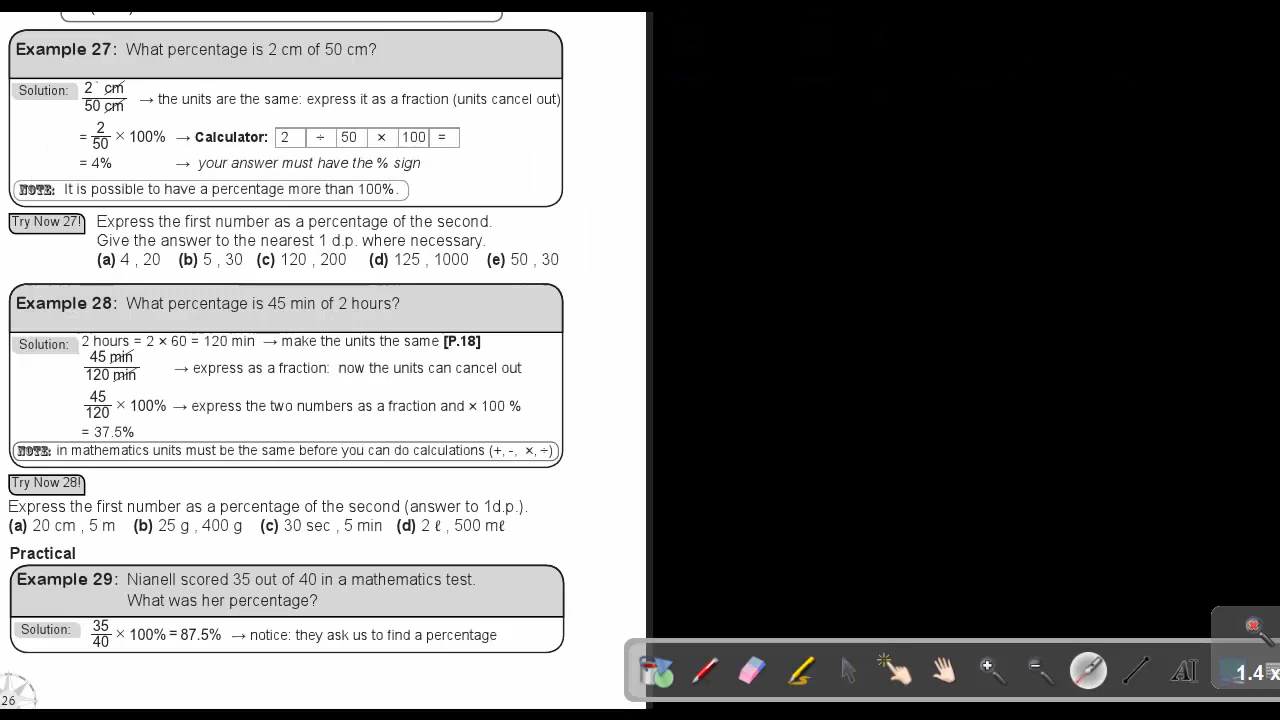 Example 27: What percentage is 2 cm of 50 cm?
Solution: 2 cm / 50 cm → the units are the same: express it as a fraction (units cancel out)
= 2/50 × 100% → Calculator: 2 ÷ 50 × 100 =
= 4% → your answer must have the % sign
NOTE: It is possible to have a percentage more than 100%.
Try Now 27! Express the first number as a percentage of the second.
Give the answer to the nearest 1 d.p. where necessary.
(a) 4 , 20 (b) 5 , 30 (c) 120 , 200 (d) 125 , 1000 (e) 50 , 30
Example 28: What percentage is 45 min of 2 hours?
Solution: 2 hours = 2 × 60 = 120 min → make the units the same [P.18]
45 min / 120 min → express as a fraction: now the units can cancel out
45/120 × 100% → express the two numbers as a fraction and × 100 %
= 37.5%
NOTE: in mathematics units must be the same before you can do calculations (+, -, ×, ÷)
Try Now 28!
Express the first number as a percentage of the second (answer to 1d.p.).
(a) 20 cm , 5 m (b) 25 g , 400 g (c) 30 sec , 5 min (d) 2 ℓ , 500 mℓ
Practical
Example 29: Nianell scored 35 out of 40 in a mathematics test.
What was her percentage?
Solution: 35/40 × 100% = 87.5% → notice: they ask us to find a percentage
26
AI
1.4 x